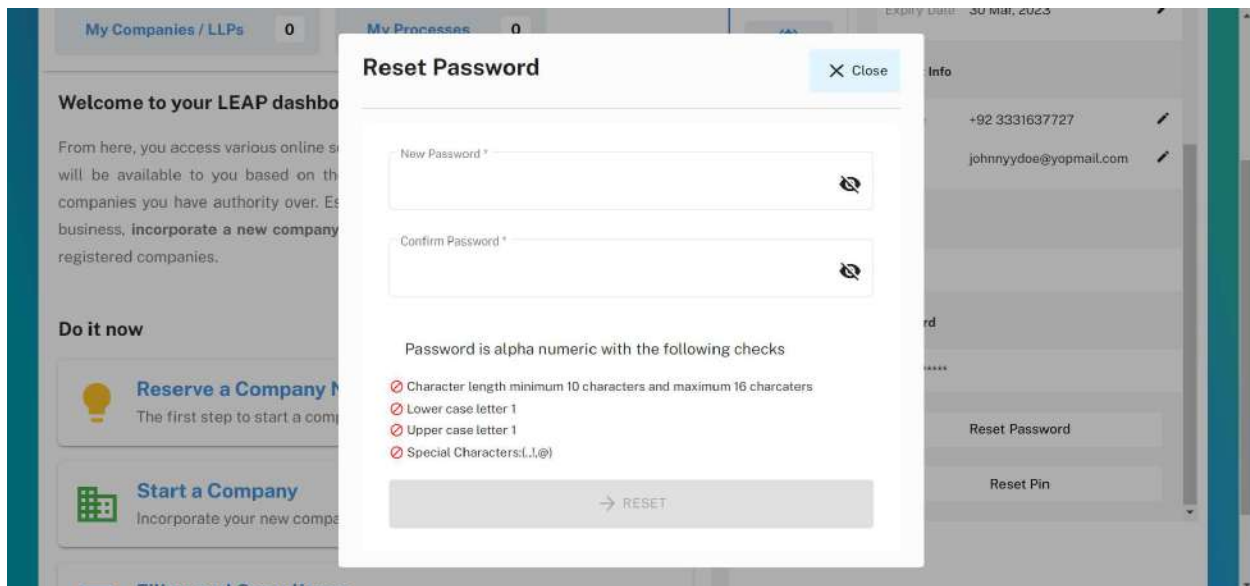 My Companies / LLPs 0
My Processes 0
Expiry Date 30 Mar, 2023
Reset Password
Close
Info
Welcome to your LEAP dashbo
+92 3331637727
From here, you access various online s
New Password *
johnnyydoe@yopmail.com
will be available to you based on th
companies you have authority over. Es
business, incorporate a new company
Confirm Password *
registered companies.
Do it now
rd
Password is alpha numeric with the following checks
*****
Reserve a Company N
Character length minimum 10 characters and maximum 16 charcaters
The first step to start a comp
Lower case letter 1
Upper case letter 1
Reset Password
Special Characters:(.,!,@)
Start a Company
Reset Pin
RESET
Incorporate your new compa